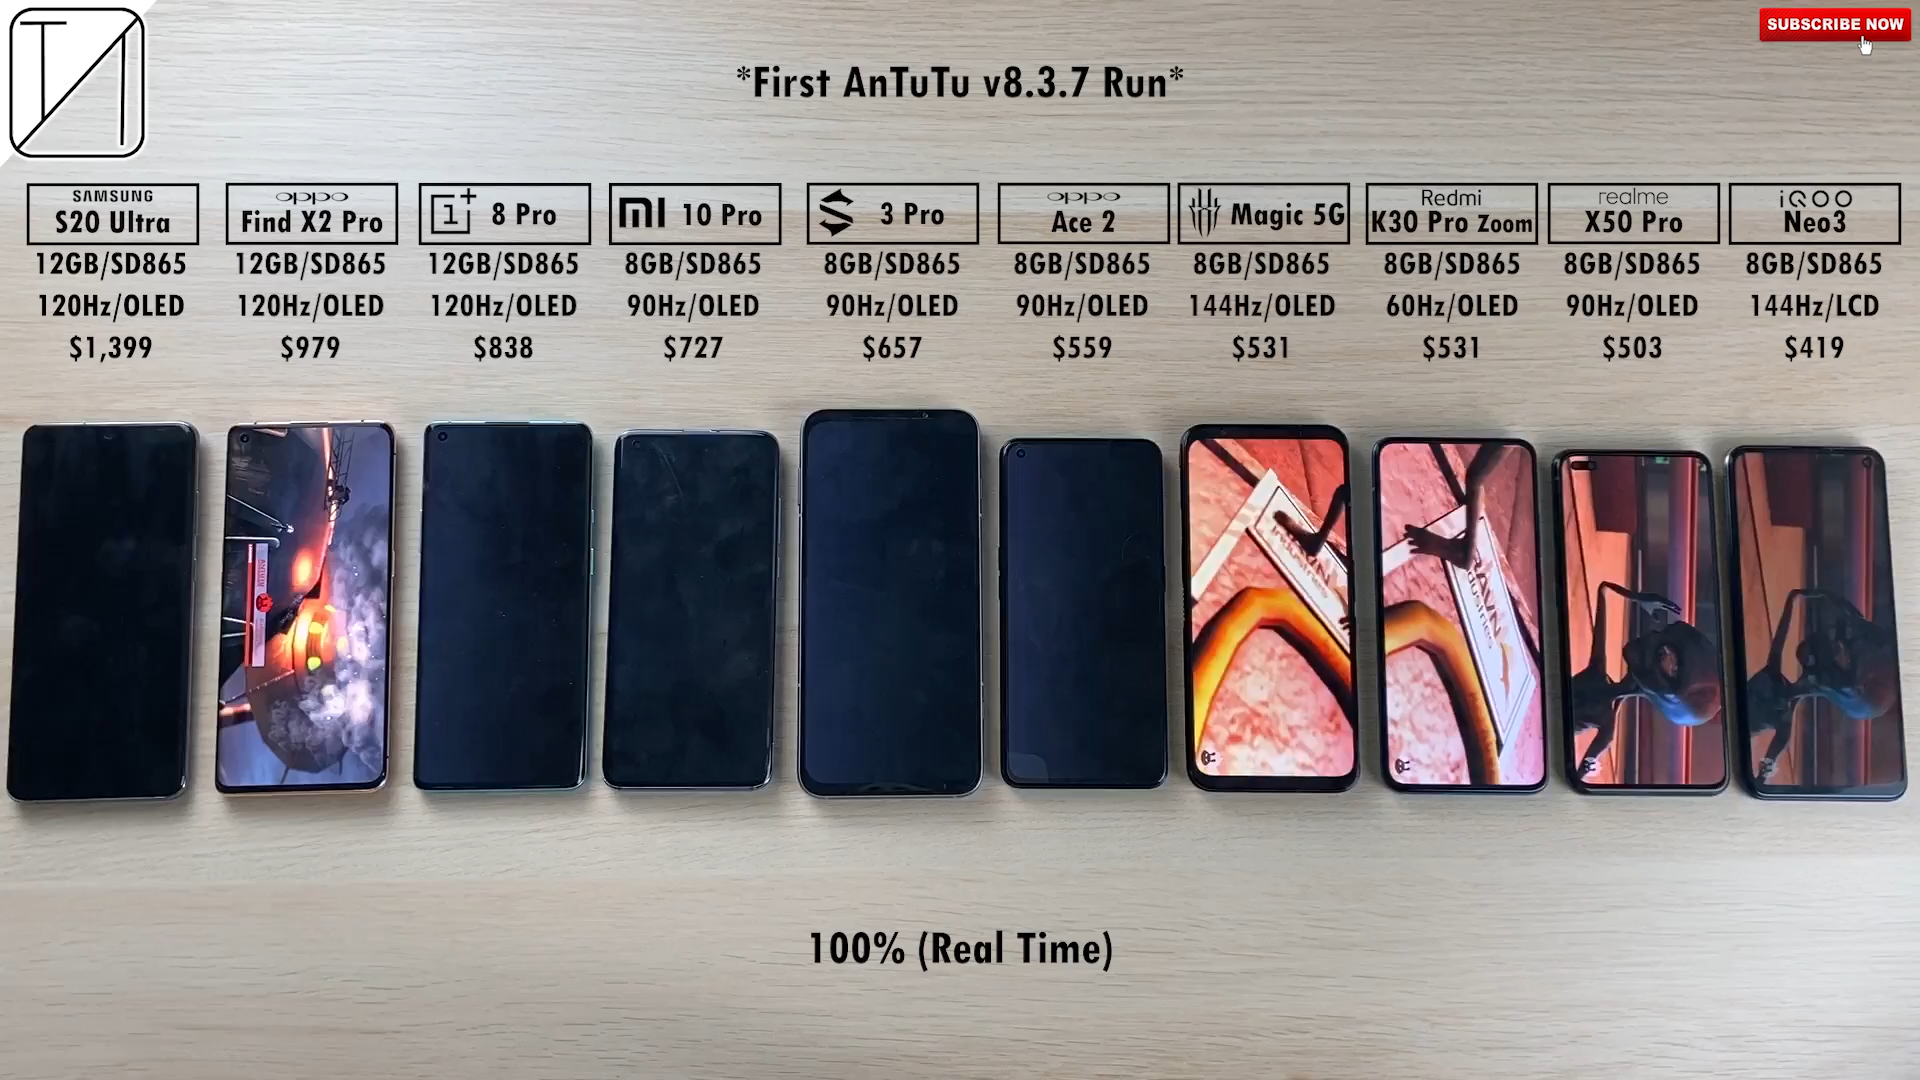 SUBSCRIBE NOW
*First AnTuTu v8.3.7 Run*
SAMSUNG
S20 Ultra
12GB/SD865
120Hz/OLED
$1,399
oppo
Find X2 Pro
12GB/SD865
120Hz/OLED
$979
1+ 8 Pro
12GB/SD865
120Hz/OLED
$838
MI 10 Pro
8GB/SD865
90Hz/OLED
$727
3 Pro
8GB/SD865
90Hz/OLED
$657
oppo
Ace 2
8GB/SD865
90Hz/OLED
$559
Magic 5G
8GB/SD865
144Hz/OLED
$531
Redmi
K30 Pro Zoom
8GB/SD865
60Hz/OLED
$531
realme
X50 Pro
8GB/SD865
90Hz/OLED
$503
iQOO
Neo3
8GB/SD865
144Hz/LCD
$419
100% (Real Time)